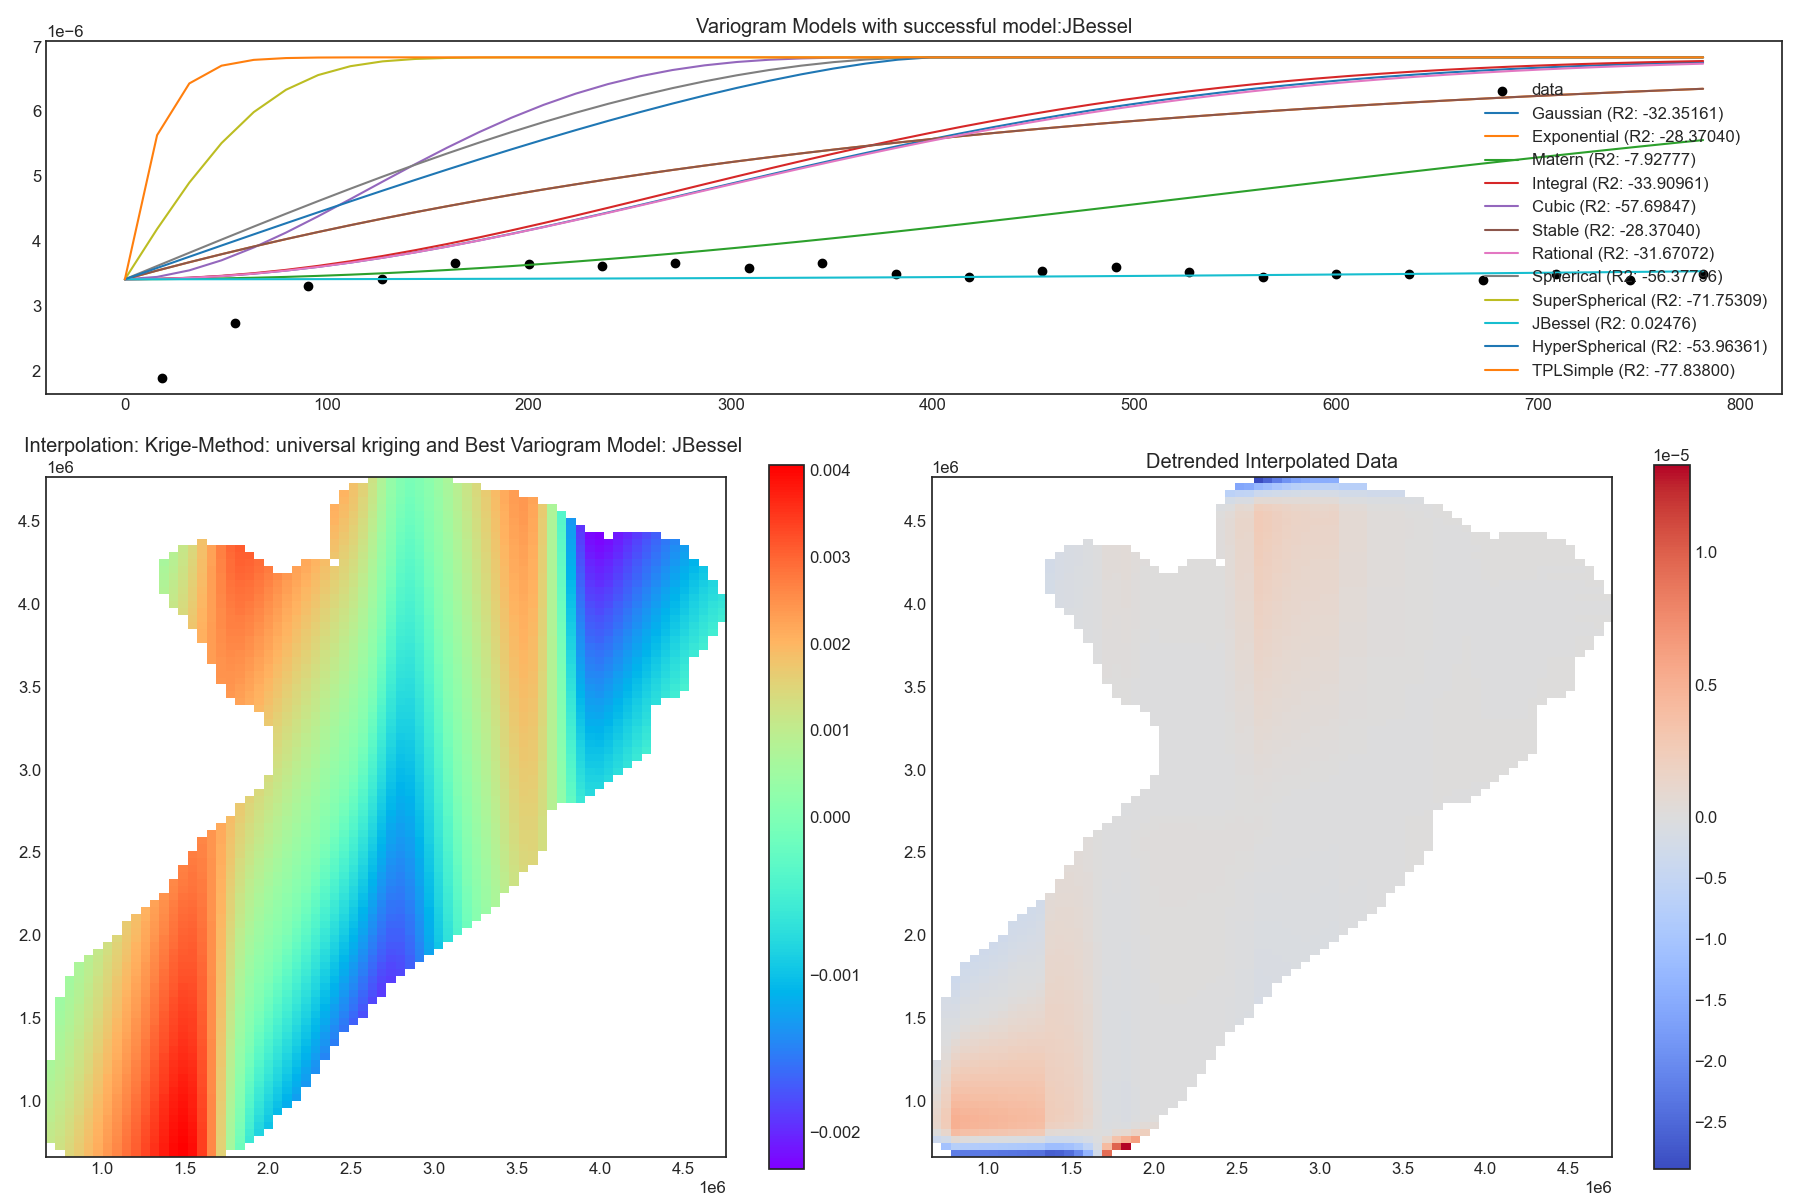 Variogram Models with successful model:JBessel
1e−6
7
6
5
4
3
2
0 100 200 300 400 500 600 700 800
data
Gaussian (R2: -32.35161)
Exponential (R2: -28.37040)
Matern (R2: -7.92777)
Integral (R2: -33.90961)
Cubic (R2: -57.69847)
Stable (R2: -28.37040)
Rational (R2: -31.67072)
Spherical (R2: -56.37796)
SuperSpherical (R2: -71.75309)
JBessel (R2: 0.02476)
HyperSpherical (R2: -53.96361)
TPLSimple (R2: -77.83800)
Interpolation: Krige-Method: universal kriging and Best Variogram Model: JBessel
1e6
4.5
4.0
3.5
3.0
2.5
2.0
1.5
1.0
1.0 1.5 2.0 2.5 3.0 3.5 4.0 4.5
1e6
0.004
0.003
0.002
0.001
0.000
−0.001
−0.002
Detrended Interpolated Data
1e6
4.5
4.0
3.5
3.0
2.5
2.0
1.5
1.0
1.0 1.5 2.0 2.5 3.0 3.5 4.0 4.5
1e6
1e−5
1.0
0.5
0.0
−0.5
−1.0
−1.5
−2.0
−2.5